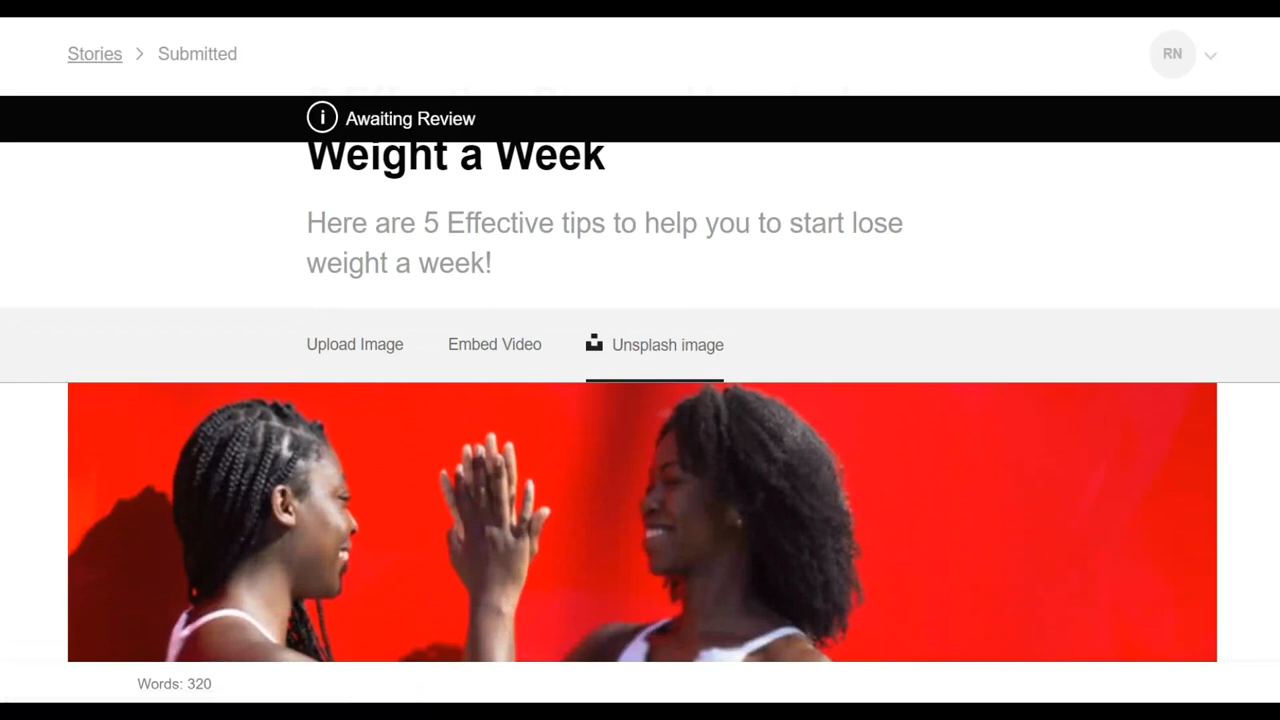 Stories > Submitted
RN
Awaiting Review
Weight a Week
Here are 5 Effective tips to help you to start lose
weight a week!
Upload Image Embed Video Unsplash image
Words: 320